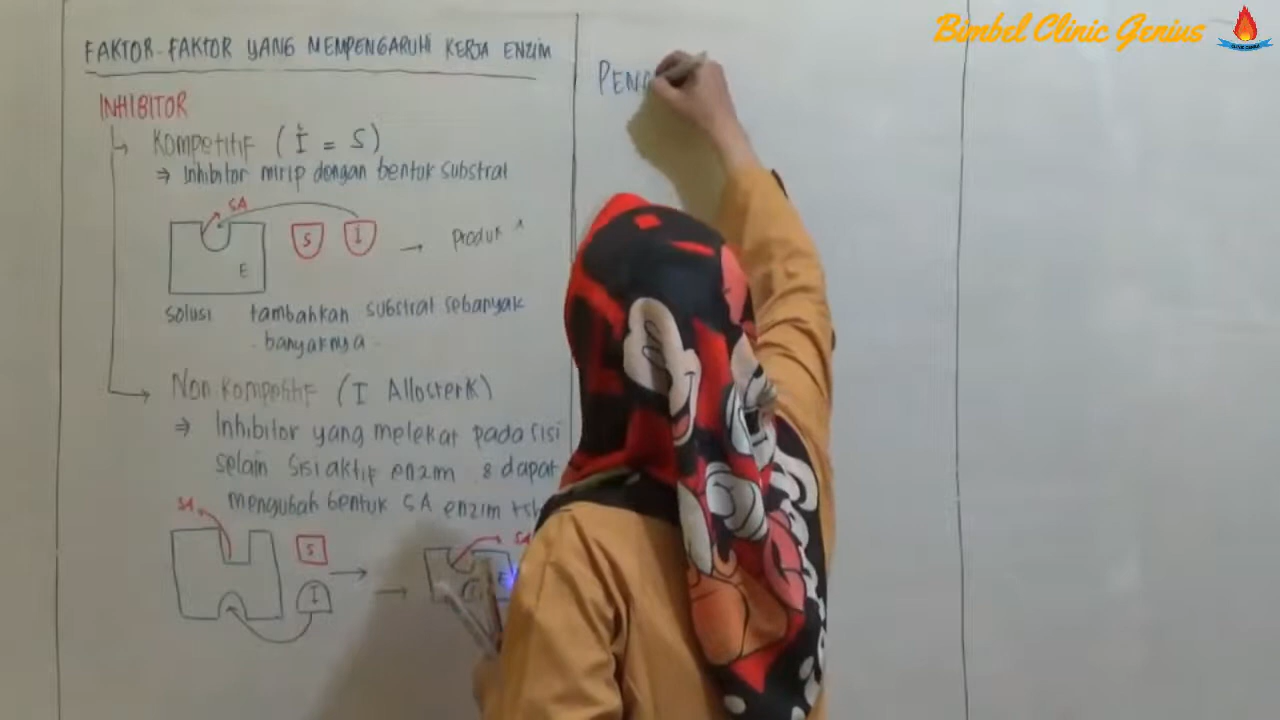 Bimbel Clinic Genius
FAKTOR-FAKTOR YANG MEMPENGARUHI KERJA ENZIM
INHIBITOR
Kompetitif (I = S)
⇒ Inhibitor mirip dengan bentuk substrat
SA
S
I
→ Produk
E
solusi tambahkan substrat sebanyak
- banyaknya -
Non kompetitif (I Allosterik)
⇒ Inhibitor yang melekat pada sisi
selain sisi aktif enzim & dapat
mengubah bentuk SA enzim
SA
S
I
SA
E
PEN